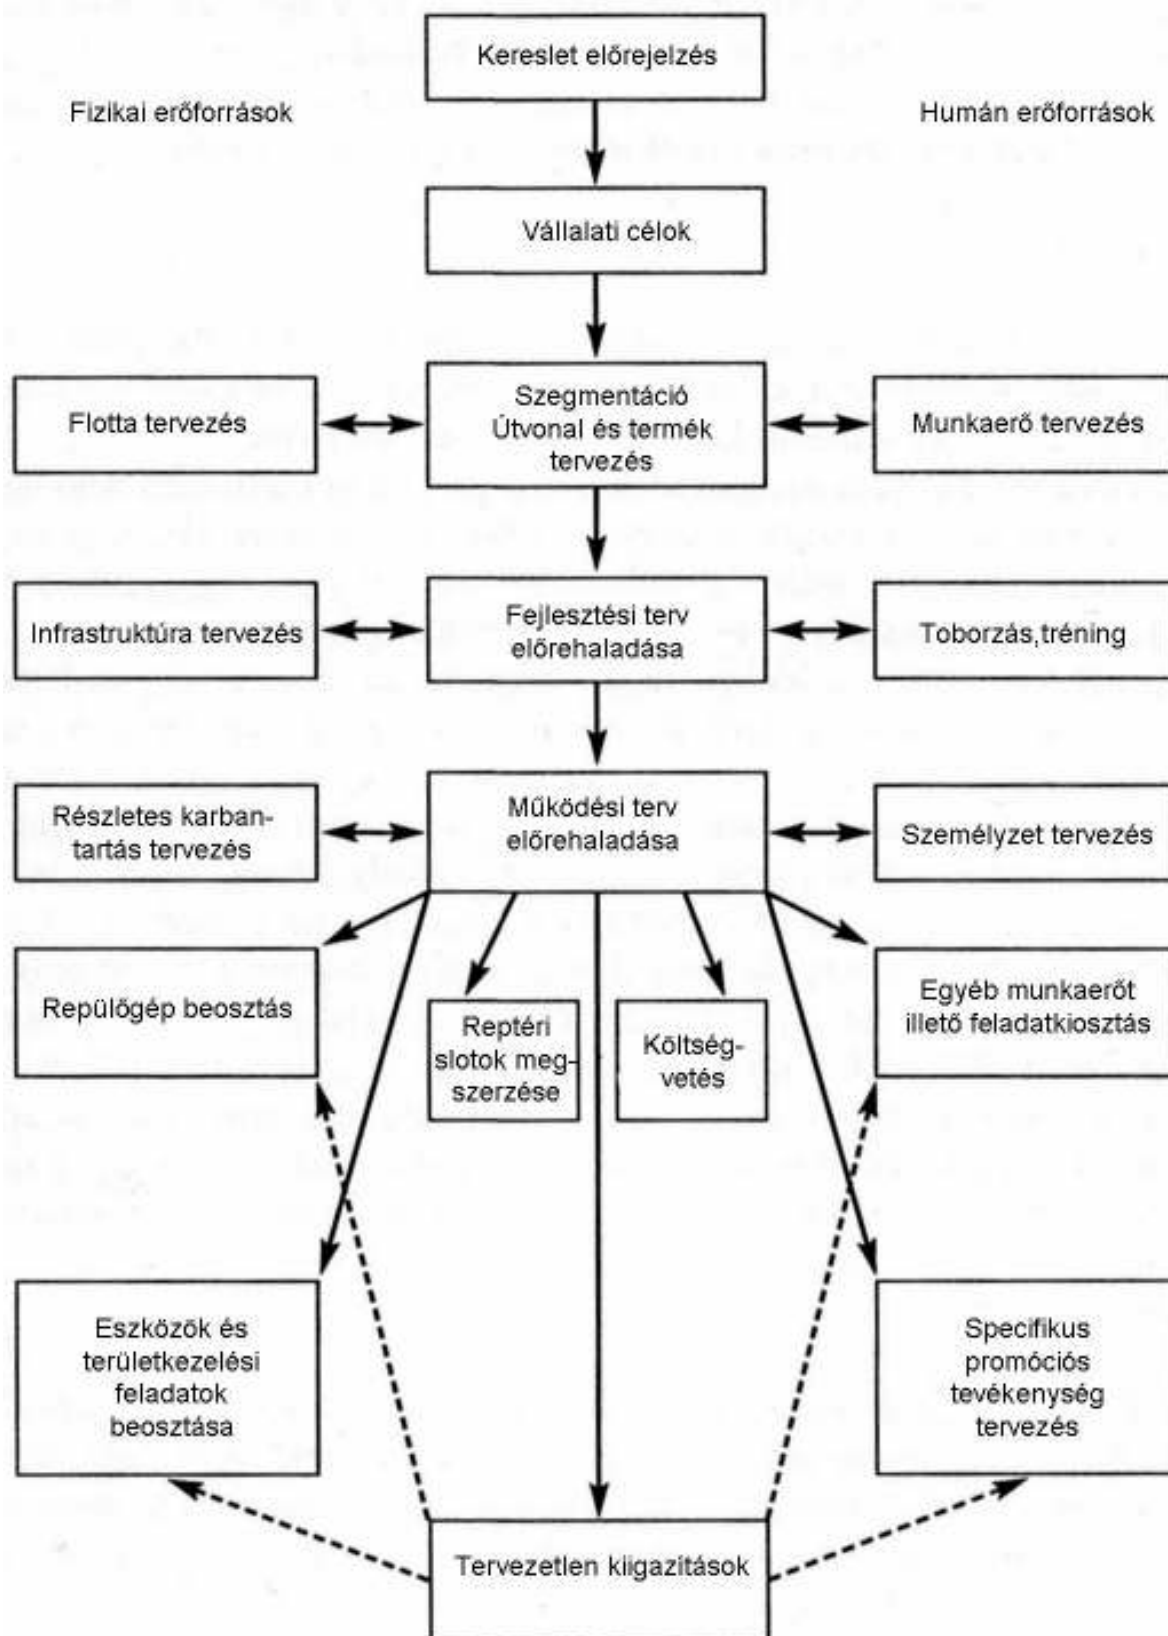 Kereslet előrejelzés
Fizikai erőforrások
Humán erőforrások
Vállalati célok
Flotta tervezés
Szegmentáció
Útvonal és termék
tervezés
Munkaerő tervezés
Infrastruktúra tervezés
Fejlesztési terv
előrehaladása
Toborzás,tréning
Részletes karban-
tartás tervezés
Működési terv
előrehaladása
Személyzet tervezés
Repülőgép beosztás
Reptéri
slotok meg-
szerzése
Költség-
vetés
Egyéb munkaerőt
illető feladatkiosztás
Eszközök és
területkezelési
feladatok
beosztása
Specifikus
promóciós
tevékenység
tervezés
Tervezetlen kiigazítások